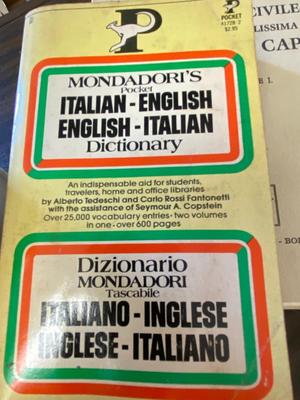 P
POCKET
$2.95
MONDADORI'S
Pocket
ITALIAN - ENGLISH
ENGLISH - ITALIAN
Dictionary
An indispensable aid for students,
travelers, home and office libraries
by Alberto Tedeschi and Carlo Rossi Fantonetti
with the assistance of Seymour A. Copstein
Over 25,000 vocabulary entries • two volumes
in one • over 600 pages
Dizionario
MONDADORI
Tascabile
ITALIANO - INGLESE
INGLESE - ITALIANO
CIVILE
LISSIMA
CAP